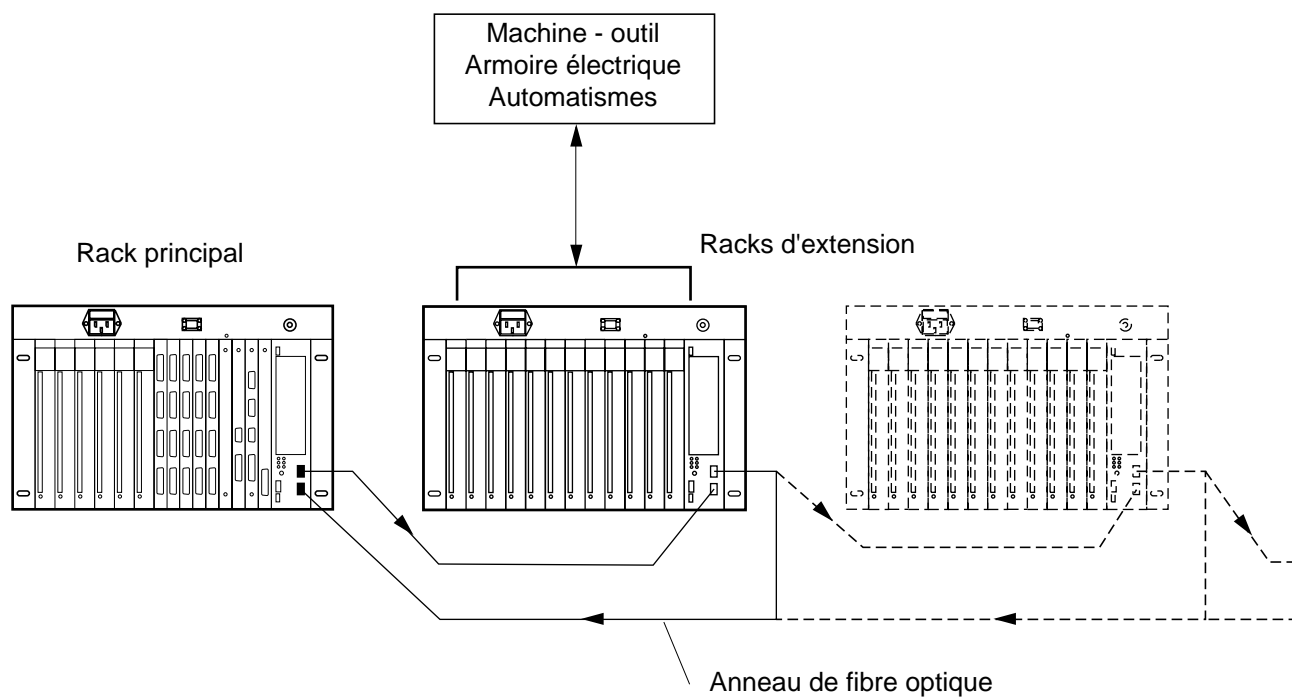 Machine - outil
Armoire électrique
Automatismes
Rack principal
Racks d'extension
Anneau de fibre optique